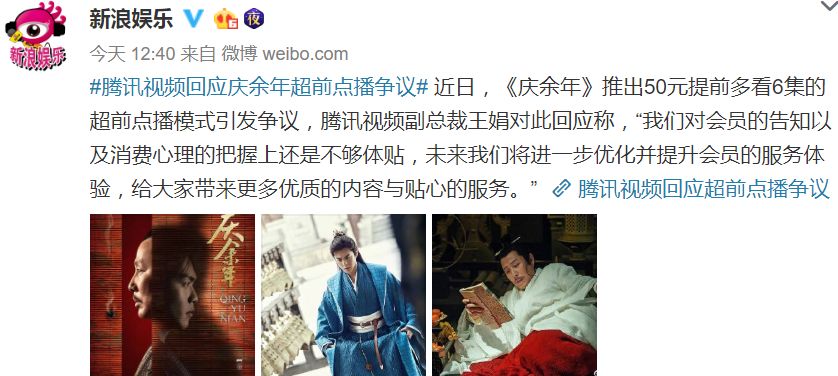 新浪娱乐
新浪娱乐
今天 12:40 来自 微博 weibo.com
#腾讯视频回应庆余年超前点播争议# 近日，《庆余年》推出50元提前多看6集的
超前点播模式引发争议，腾讯视频副总裁王娟对此回应称，“我们对会员的告知以
及消费心理的把握上还是不够体贴，未来我们将进一步优化并提升会员的服务体
验，给大家带来更多优质的内容与贴心的服务。” 腾讯视频回应超前点播争议
庆余年
QING
YU
NIAN